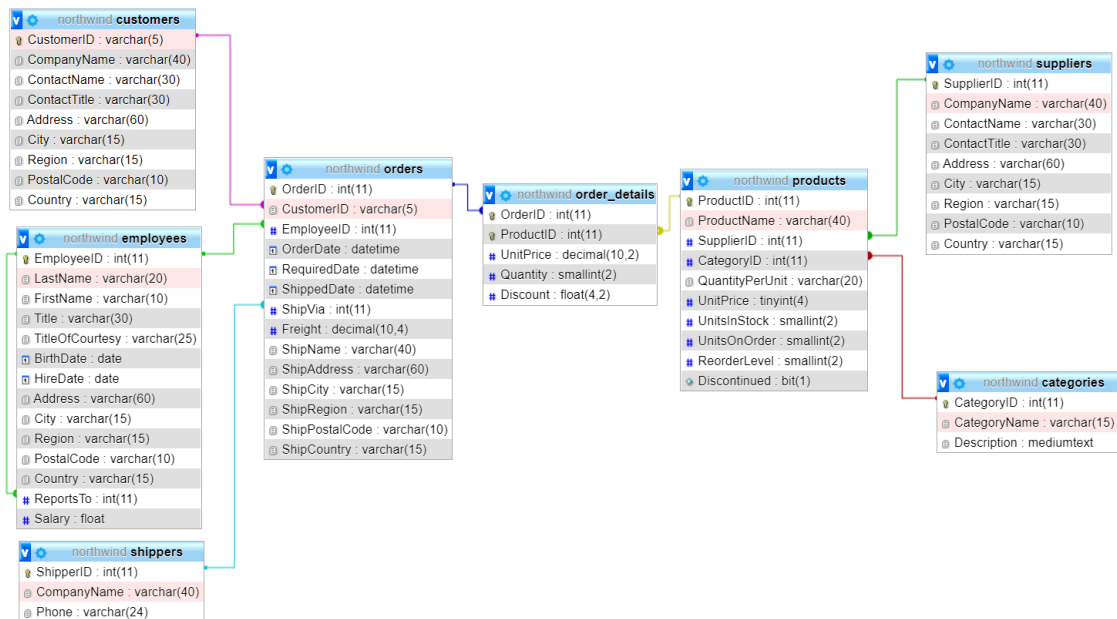 northwind customers
CustomerID : varchar(5)
CompanyName : varchar(40)
ContactName : varchar(30)
ContactTitle : varchar(30)
Address : varchar(60)
City : varchar(15)
Region : varchar(15)
PostalCode : varchar(10)
Country : varchar(15)
northwind employees
EmployeeID : int(11)
LastName : varchar(20)
FirstName : varchar(10)
Title : varchar(30)
TitleOfCourtesy : varchar(25)
BirthDate : date
HireDate : date
Address : varchar(60)
City : varchar(15)
Region : varchar(15)
PostalCode : varchar(10)
Country : varchar(15)
# ReportsTo : int(11)
# Salary : float
northwind shippers
ShipperID : int(11)
CompanyName : varchar(40)
Phone : varchar(24)
northwind orders
OrderID : int(11)
CustomerID : varchar(5)
# EmployeeID : int(11)
OrderDate : datetime
RequiredDate : datetime
ShippedDate : datetime
# ShipVia : int(11)
# Freight : decimal(10,4)
ShipName : varchar(40)
ShipAddress : varchar(60)
ShipCity : varchar(15)
ShipRegion : varchar(15)
ShipPostalCode : varchar(10)
ShipCountry : varchar(15)
northwind order_details
OrderID : int(11)
ProductID : int(11)
# UnitPrice : decimal(10,2)
# Quantity : smallint(2)
# Discount : float(4,2)
northwind products
ProductID : int(11)
ProductName : varchar(40)
# SupplierID : int(11)
# CategoryID : int(11)
QuantityPerUnit : varchar(20)
# UnitPrice : tinyint(4)
# UnitsInStock : smallint(2)
# UnitsOnOrder : smallint(2)
# ReorderLevel : smallint(2)
Discontinued : bit(1)
northwind suppliers
SupplierID : int(11)
CompanyName : varchar(40)
ContactName : varchar(30)
ContactTitle : varchar(30)
Address : varchar(60)
City : varchar(15)
Region : varchar(15)
PostalCode : varchar(10)
Country : varchar(15)
northwind categories
CategoryID : int(11)
CategoryName : varchar(15)
Description : mediumtext